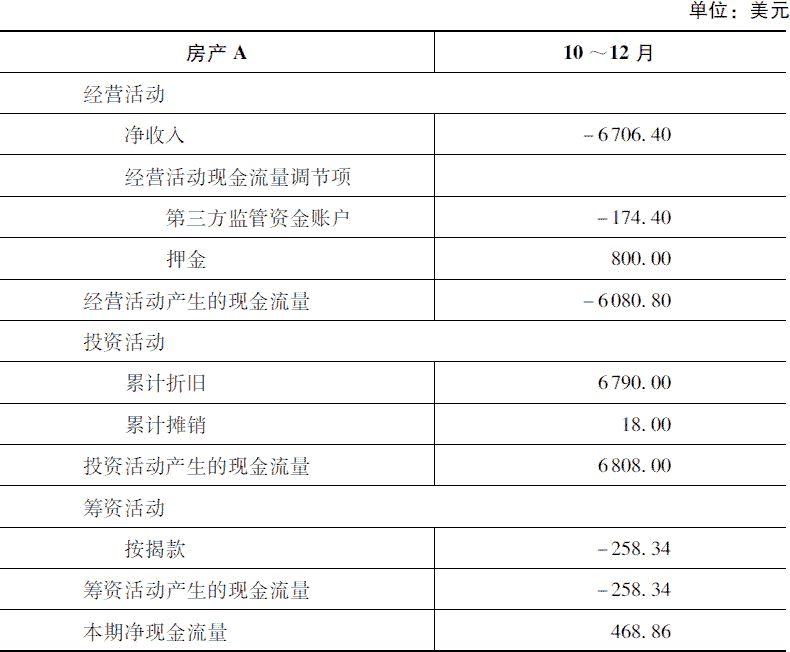 单位：美元
房产 A 10～12 月
经营活动
净收入 -6706.40
经营活动现金流量调节项
第三方监管资金账户 -174.40
押金 800.00
经营活动产生的现金流量 -6080.80
投资活动
累计折旧 6790.00
累计摊销 18.00
投资活动产生的现金流量 6808.00
筹资活动
按揭款 -258.34
筹资活动产生的现金流量 -258.34
本期净现金流量 468.86